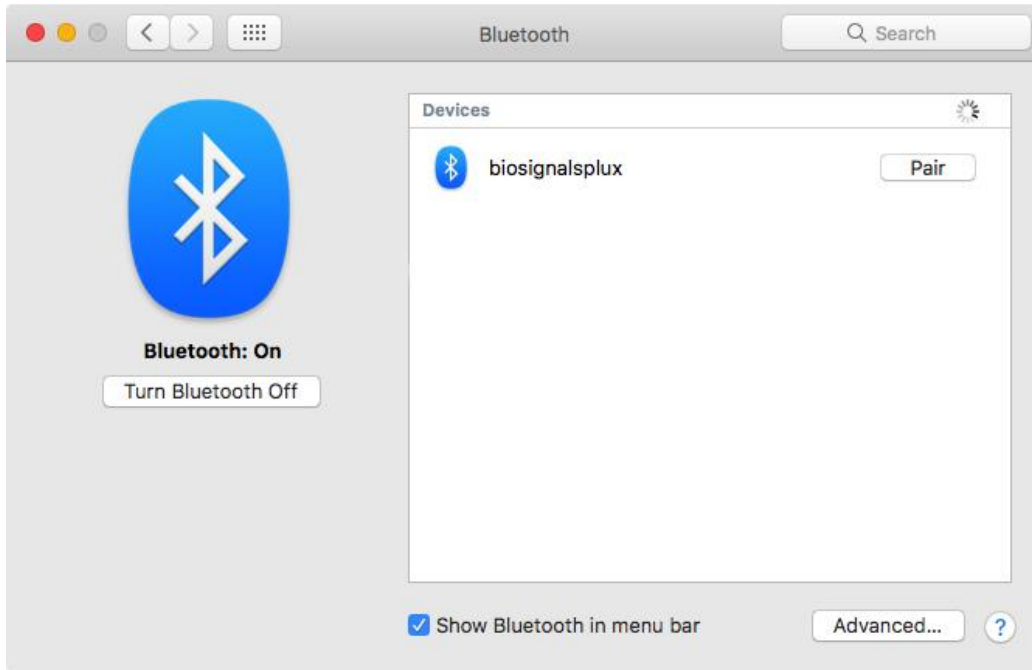 Bluetooth
Search
Devices
biosignalsplux
Pair
Bluetooth: On
Turn Bluetooth Off
Show Bluetooth in menu bar
Advanced...
?